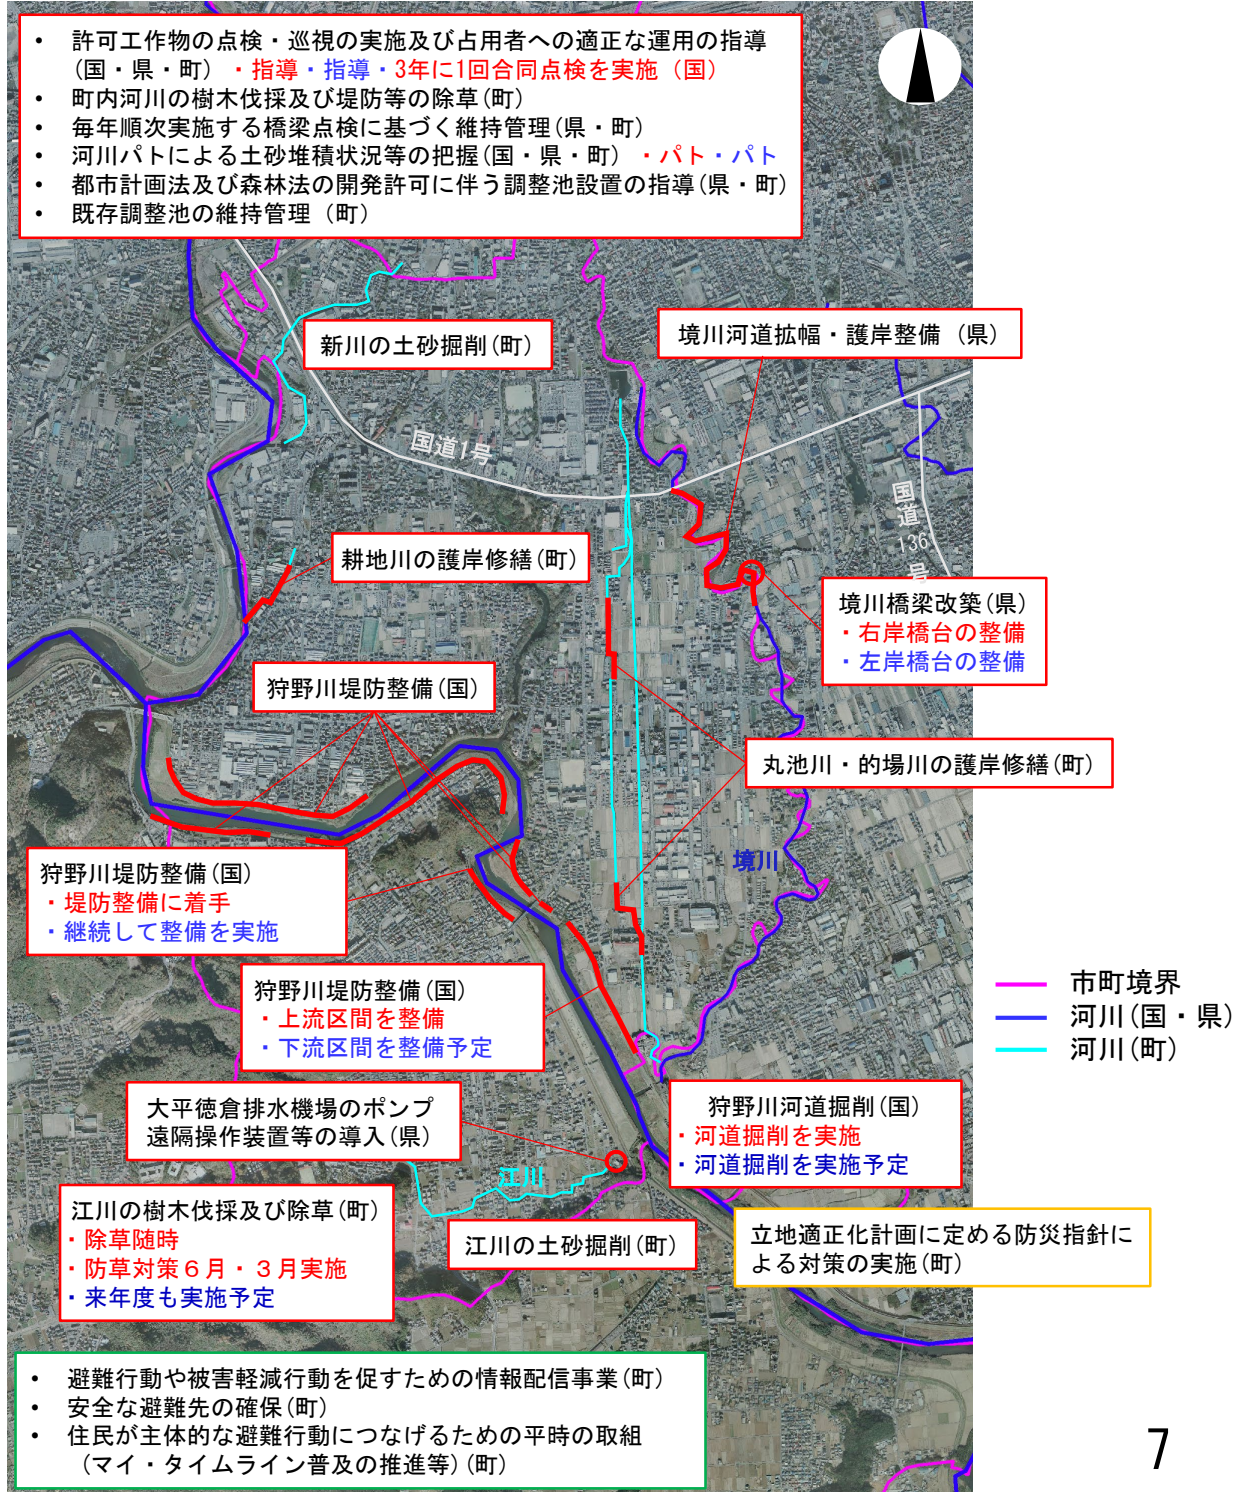 ・ 許可工作物の点検・巡視の実施及び占用者への適正な運用の指導
(国・県・町) ・指導・指導・3年に1回合同点検を実施（国）
・ 町内河川の樹木伐採及び堤防等の除草(町)
・ 毎年順次実施する橋梁点検に基づく維持管理(県・町)
・ 河川パトによる土砂堆積状況等の把握(国・県・町) ・パト・パト
・ 都市計画法及び森林法の開発許可に伴う調整池設置の指導(県・町)
・ 既存調整池の維持管理（町）
新川の土砂掘削(町)
境川河道拡幅・護岸整備（県）
国道1号
国道136号
耕地川の護岸修繕(町)
境川橋梁改築(県)
・右岸橋台の整備
・左岸橋台の整備
狩野川堤防整備(国)
丸池川・的場川の護岸修繕(町)
境川
狩野川堤防整備(国)
・堤防整備に着手
・継続して整備を実施
狩野川堤防整備(国)
・上流区間を整備
・下流区間を整備予定
市町境界
河川(国・県)
河川(町)
大平徳倉排水機場のポンプ
遠隔操作装置等の導入(県)
狩野川河道掘削(国)
・河道掘削を実施
・河道掘削を実施予定
江川
江川の樹木伐採及び除草(町)
・除草随時
・防草対策６月・３月実施
・来年度も実施予定
江川の土砂掘削(町)
立地適正化計画に定める防災指針に
よる対策の実施(町)
・ 避難行動や被害軽減行動を促すための情報配信事業(町)
・ 安全な避難先の確保(町)
・ 住民が主体的な避難行動につなげるための平時の取組
（マイ・タイムライン普及の推進等）(町)
7